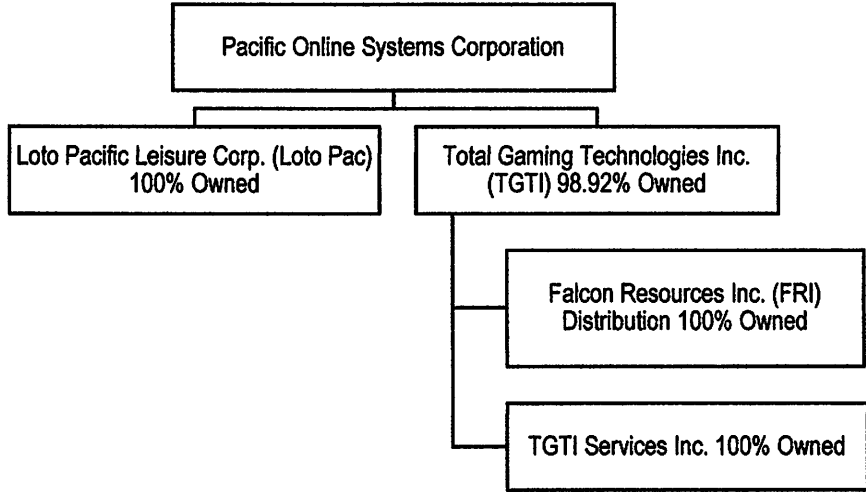 Pacific Online Systems Corporation
Loto Pacific Leisure Corp. (Loto Pac)
100% Owned
Total Gaming Technologies Inc.
(TGTI) 98.92% Owned
Falcon Resources Inc. (FRI)
Distribution 100% Owned
TGTI Services Inc. 100% Owned